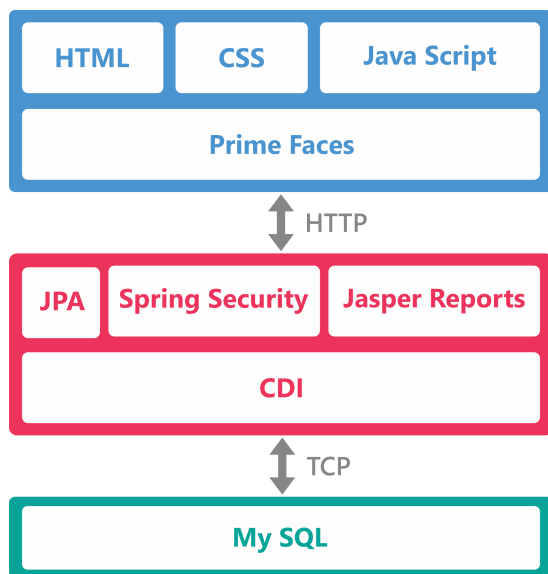 HTML CSS Java Script
Prime Faces
HTTP
JPA Spring Security Jasper Reports
CDI
TCP
My SQL